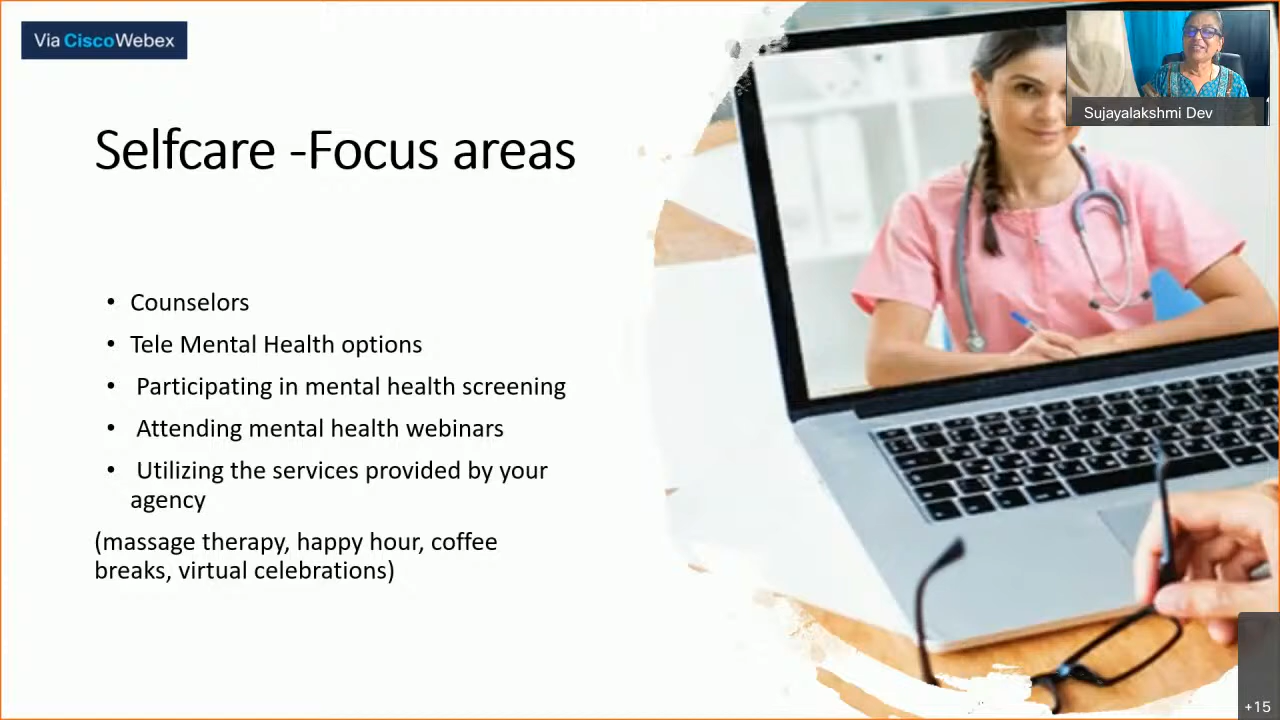 Via CiscoWebex
Sujayalakshmi Dev
Selfcare -Focus areas
• Counselors
• Tele Mental Health options
• Participating in mental health screening
• Attending mental health webinars
• Utilizing the services provided by your
agency
(massage therapy, happy hour, coffee
breaks, virtual celebrations)
+15